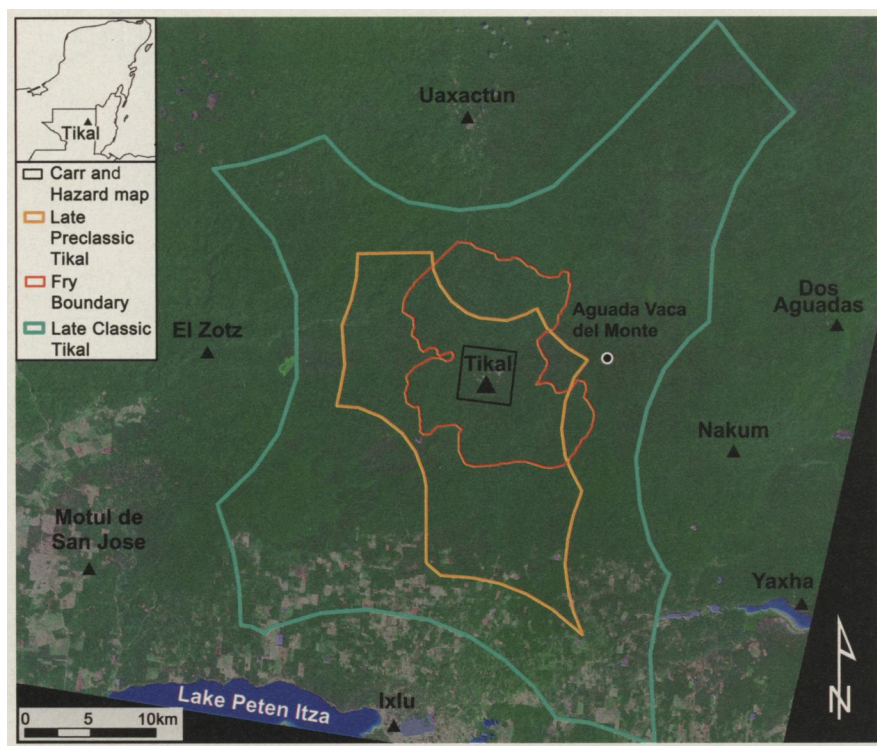 Tikal
Carr and
Hazard map
Late
Preclassic
Tikal
Fry
Boundary
Late Classic
Tikal
Uaxactun
Dos
Aguadas
Aguada Vaca
del Monte
El Zotz
Tikal
Nakum
Motul de
San Jose
Yaxha
Lake Peten Itza
Ixlu
N
0 5 10km